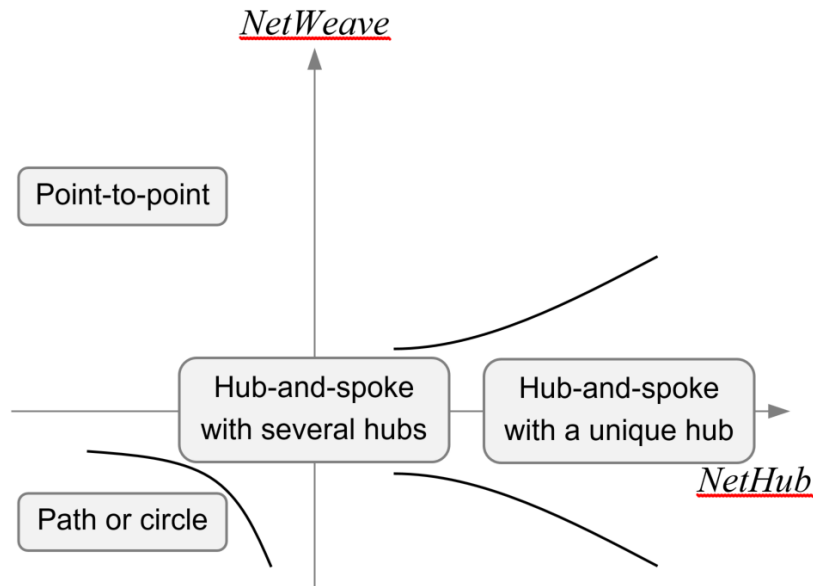 NetWeave
Point-to-point
Hub-and-spoke
with several hubs
Hub-and-spoke
with a unique hub
NetHub
Path or circle